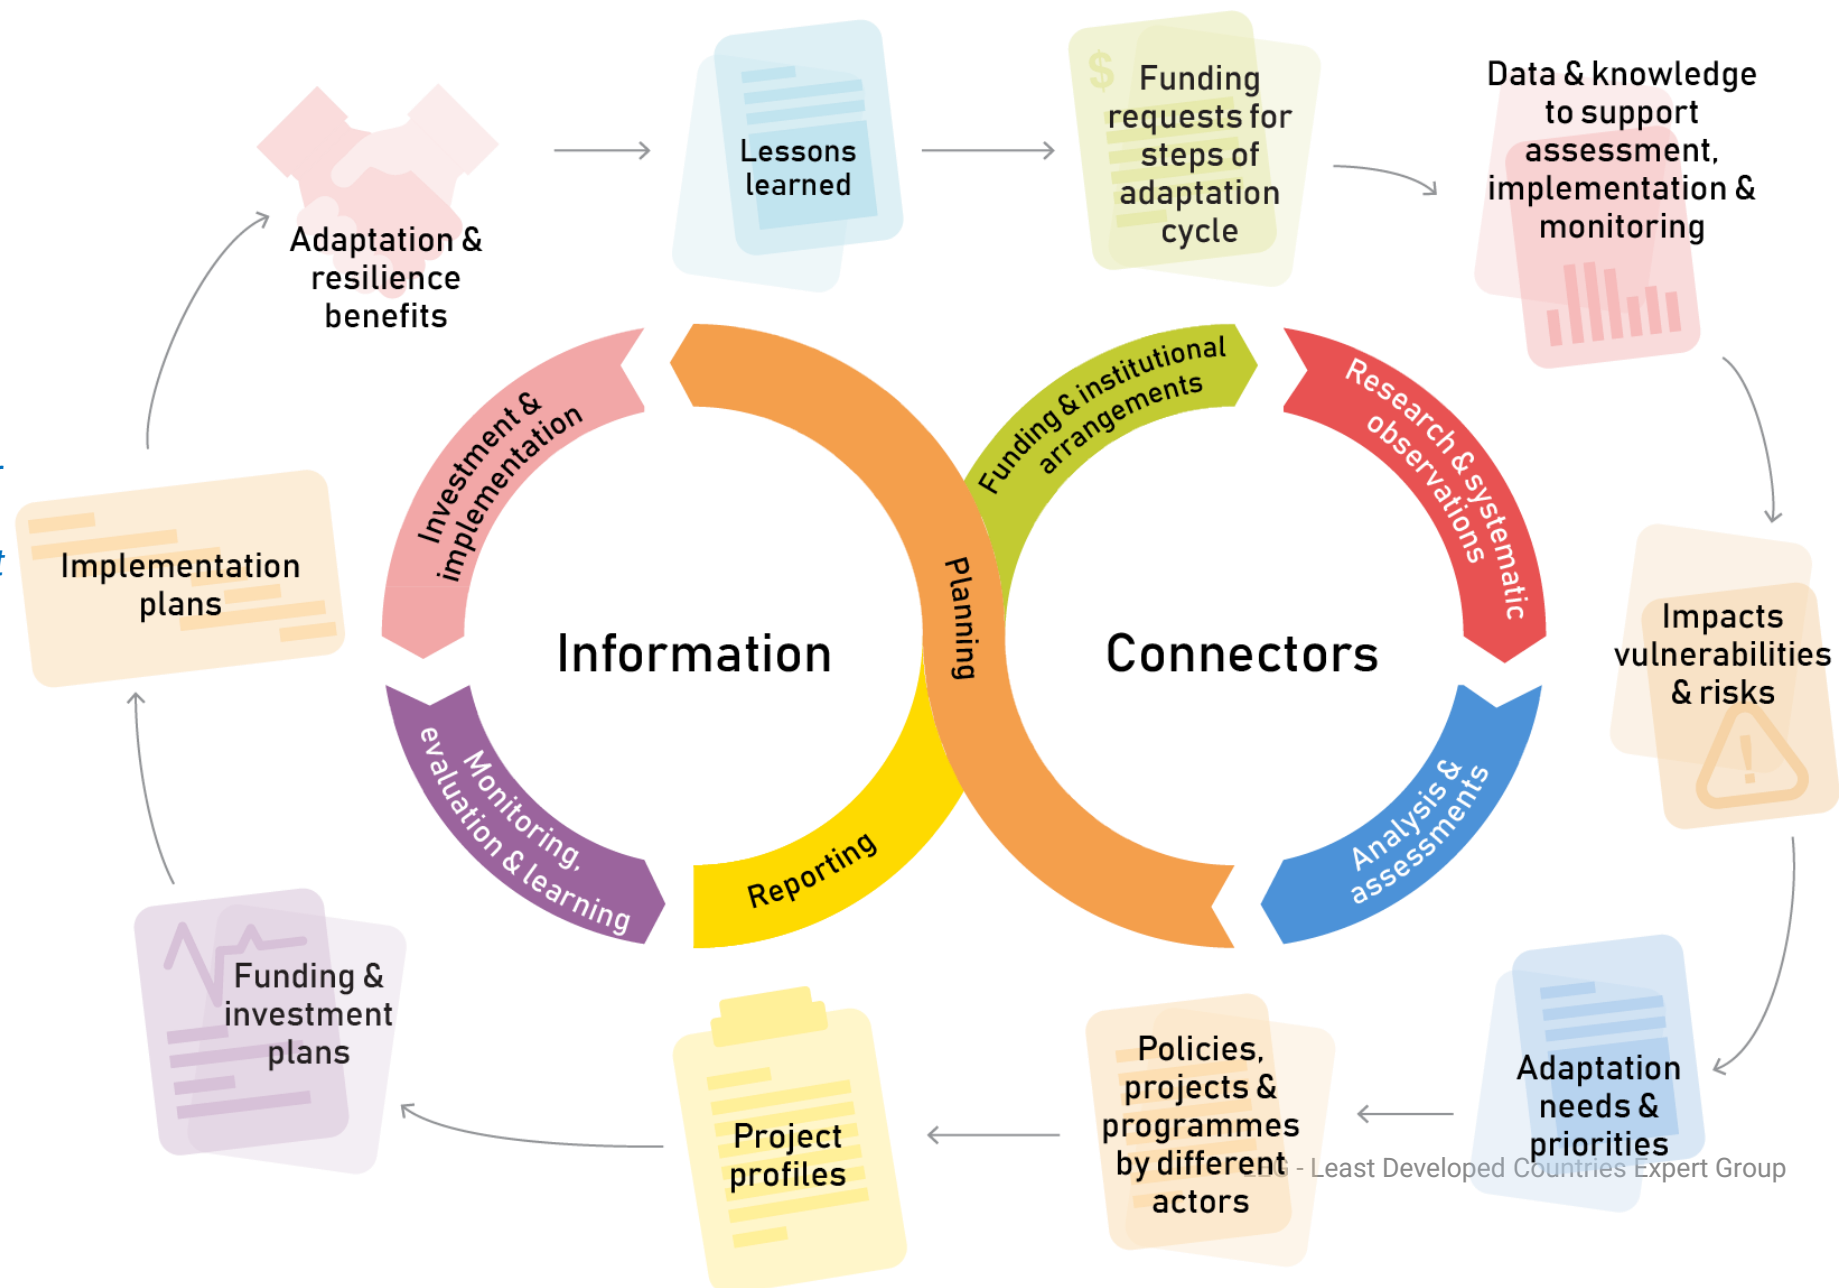 Lessons
learned
Funding
requests for
steps of
adaptation
cycle
$
Data & knowledge
to support
assessment,
implementation &
monitoring
Adaptation &
resilience
benefits
Implementation
plans
Investment &
implementation
Funding & institutional
arrangements
Research & systematic
observations
Planning
Information
Connectors
Impacts
vulnerabilities
& risks
!
Monitoring,
evaluation & learning
Reporting
Analysis &
assessments
Funding &
investment
plans
Project
profiles
Policies,
projects &
programmes
by different
actors
Adaptation
needs &
priorities
- Least Developed Countries Expert Group